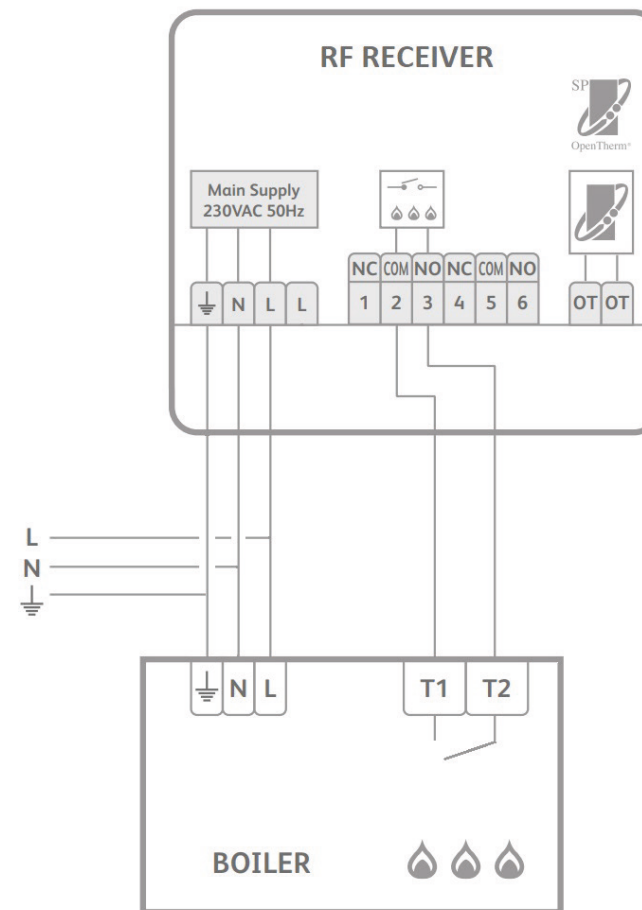 RF RECEIVER
SP
OpenTherm®
Main Supply
230VAC 50Hz
NC COM NO NC COM NO
N L L 1 2 3 4 5 6 OT OT
L
N
N L T1 T2
BOILER